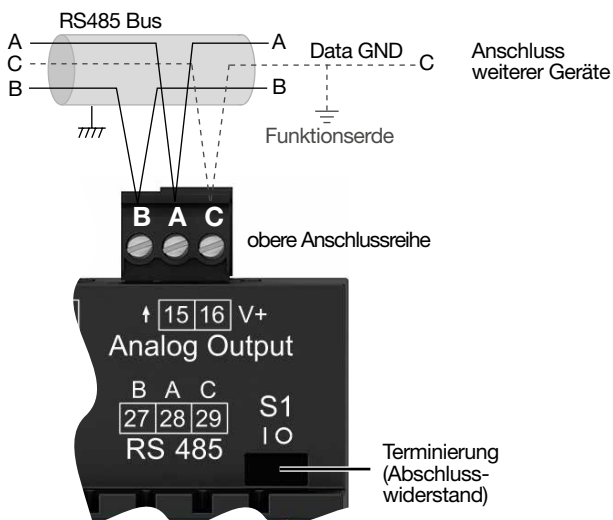 RS485 Bus
A
A
Data GND
C
Anschluss
weiterer Geräte
C
B
B
Funktionserde
B A C
obere Anschlussreihe
15 16 V+
Analog Output
B A C
27 28 29
S1
I O
RS 485
Terminierung
(Abschluss-
widerstand)